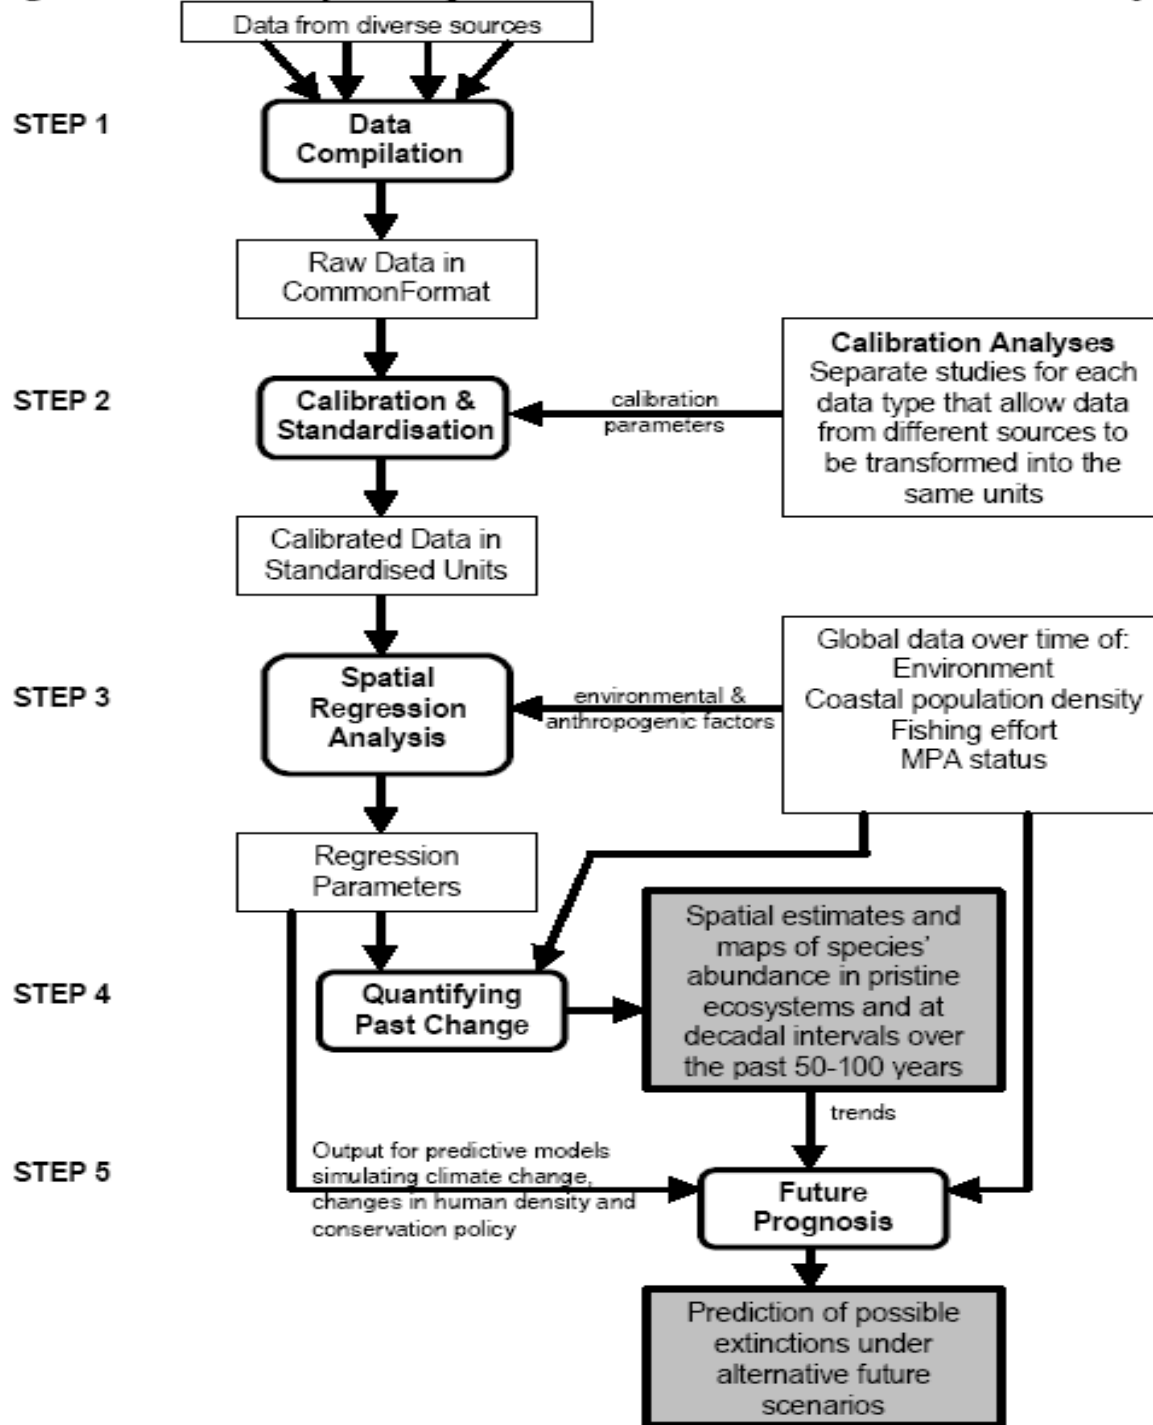 Data from diverse sources
STEP 1
Data
Compilation
Raw Data in
CommonFormat
STEP 2
Calibration &
Standardisation
calibration
parameters
Calibration Analyses
Separate studies for each
data type that allow data
from different sources to
be transformed into the
same units
Calibrated Data in
Standardised Units
STEP 3
Spatial
Regression
Analysis
environmental &
anthropogenic factors
Global data over time of:
Environment
Coastal population density
Fishing effort
MPA status
Regression
Parameters
STEP 4
Quantifying
Past Change
Spatial estimates and
maps of species'
abundance in pristine
ecosystems and at
decadal intervals over
the past 50-100 years
trends
STEP 5
Output for predictive models
simulating climate change,
changes in human density and
conservation policy
Future
Prognosis
Prediction of possible
extinctions under
alternative future
scenarios